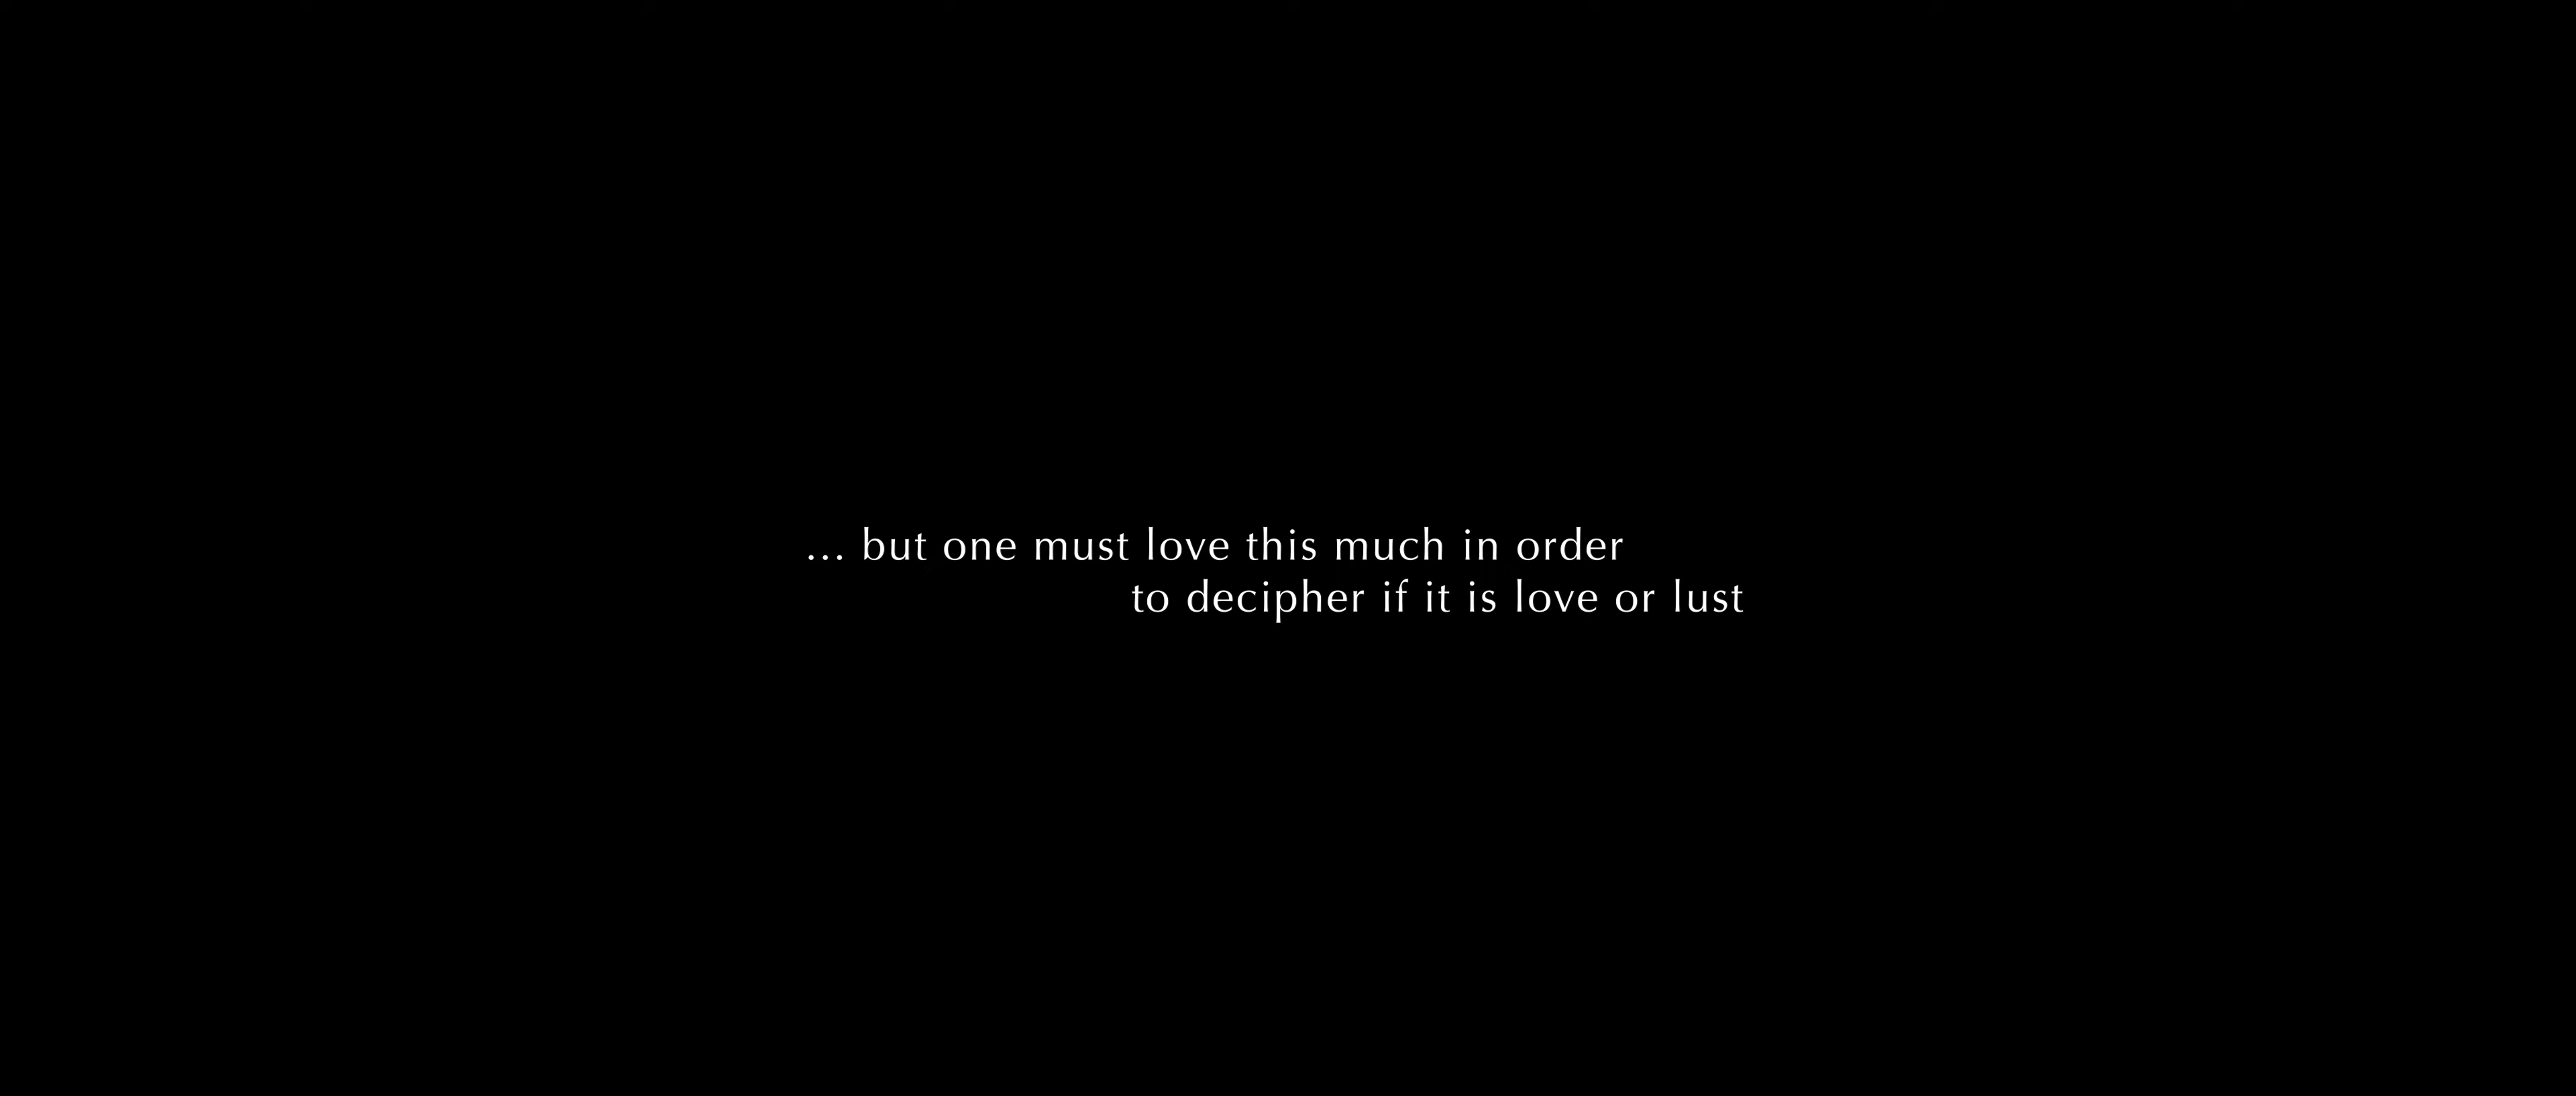 ... but one must love this much in order
to decipher if it is love or lust